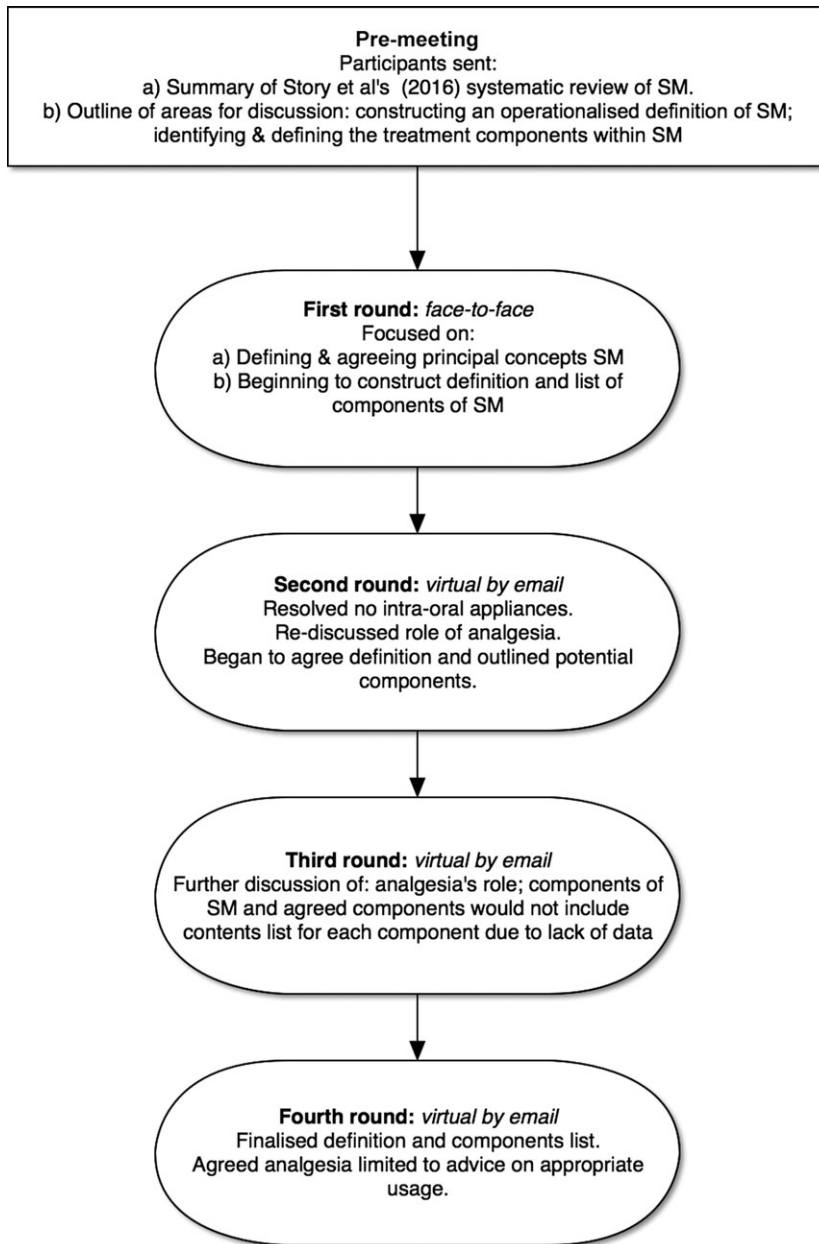 Pre-meeting
Participants sent:
a) Summary of Story et al's (2016) systematic review of SM.
b) Outline of areas for discussion: constructing an operationalised definition of SM;
identifying & defining the treatment components within SM
First round: face-to-face
Focused on:
a) Defining & agreeing principal concepts SM
b) Beginning to construct definition and list of
components of SM
Second round: virtual by email
Resolved no intra-oral appliances.
Re-discussed role of analgesia.
Began to agree definition and outlined potential
components.
Third round: virtual by email
Further discussion of: analgesia's role; components of
SM and agreed components would not include
contents list for each component due to lack of data
Fourth round: virtual by email
Finalised definition and components list.
Agreed analgesia limited to advice on appropriate
usage.